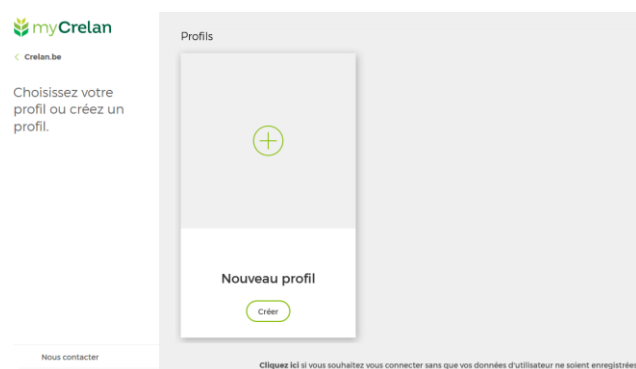 myCrelan
Crelan.be
Choisissez votre
profil ou créez un
profil.
Nous contacter
Profils
Nouveau profil
Créer
Cliquez ici si vous souhaitez vous connecter sans que vos données d'utilisateur ne soient enregistrées